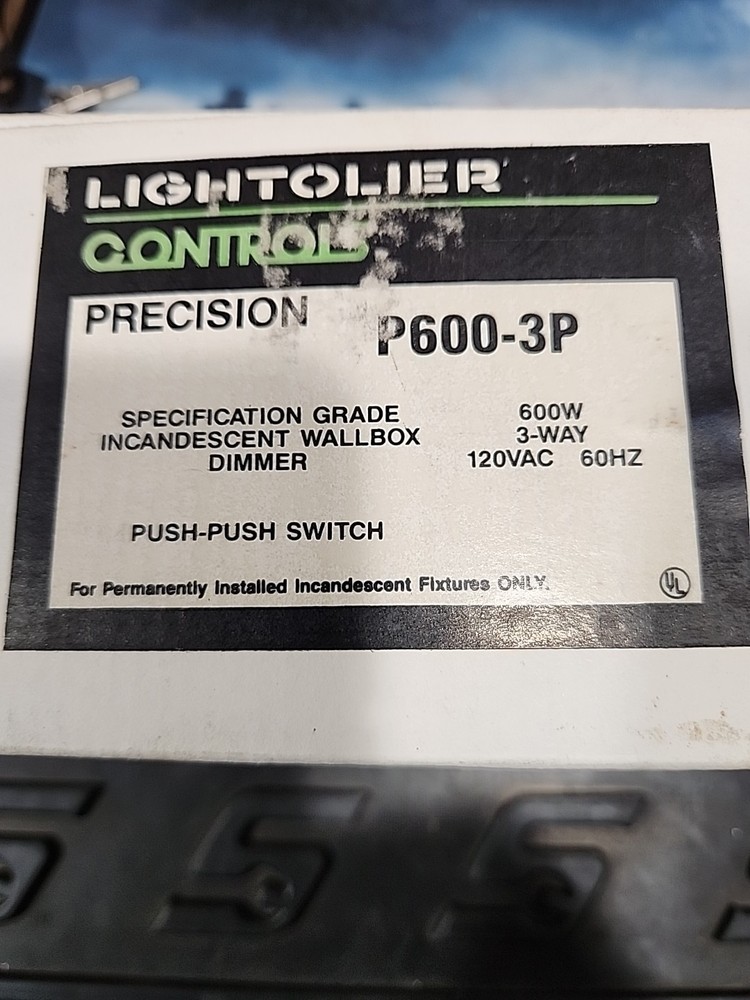 LIGHTOLIER
CONTROLS
PRECISION
P600-3P
SPECIFICATION GRADE
INCANDESCENT WALLBOX
DIMMER
600W
3-WAY
120VAC 60HZ
PUSH-PUSH SWITCH
For Permanently Installed Incandescent Fixtures ONLY.
UL